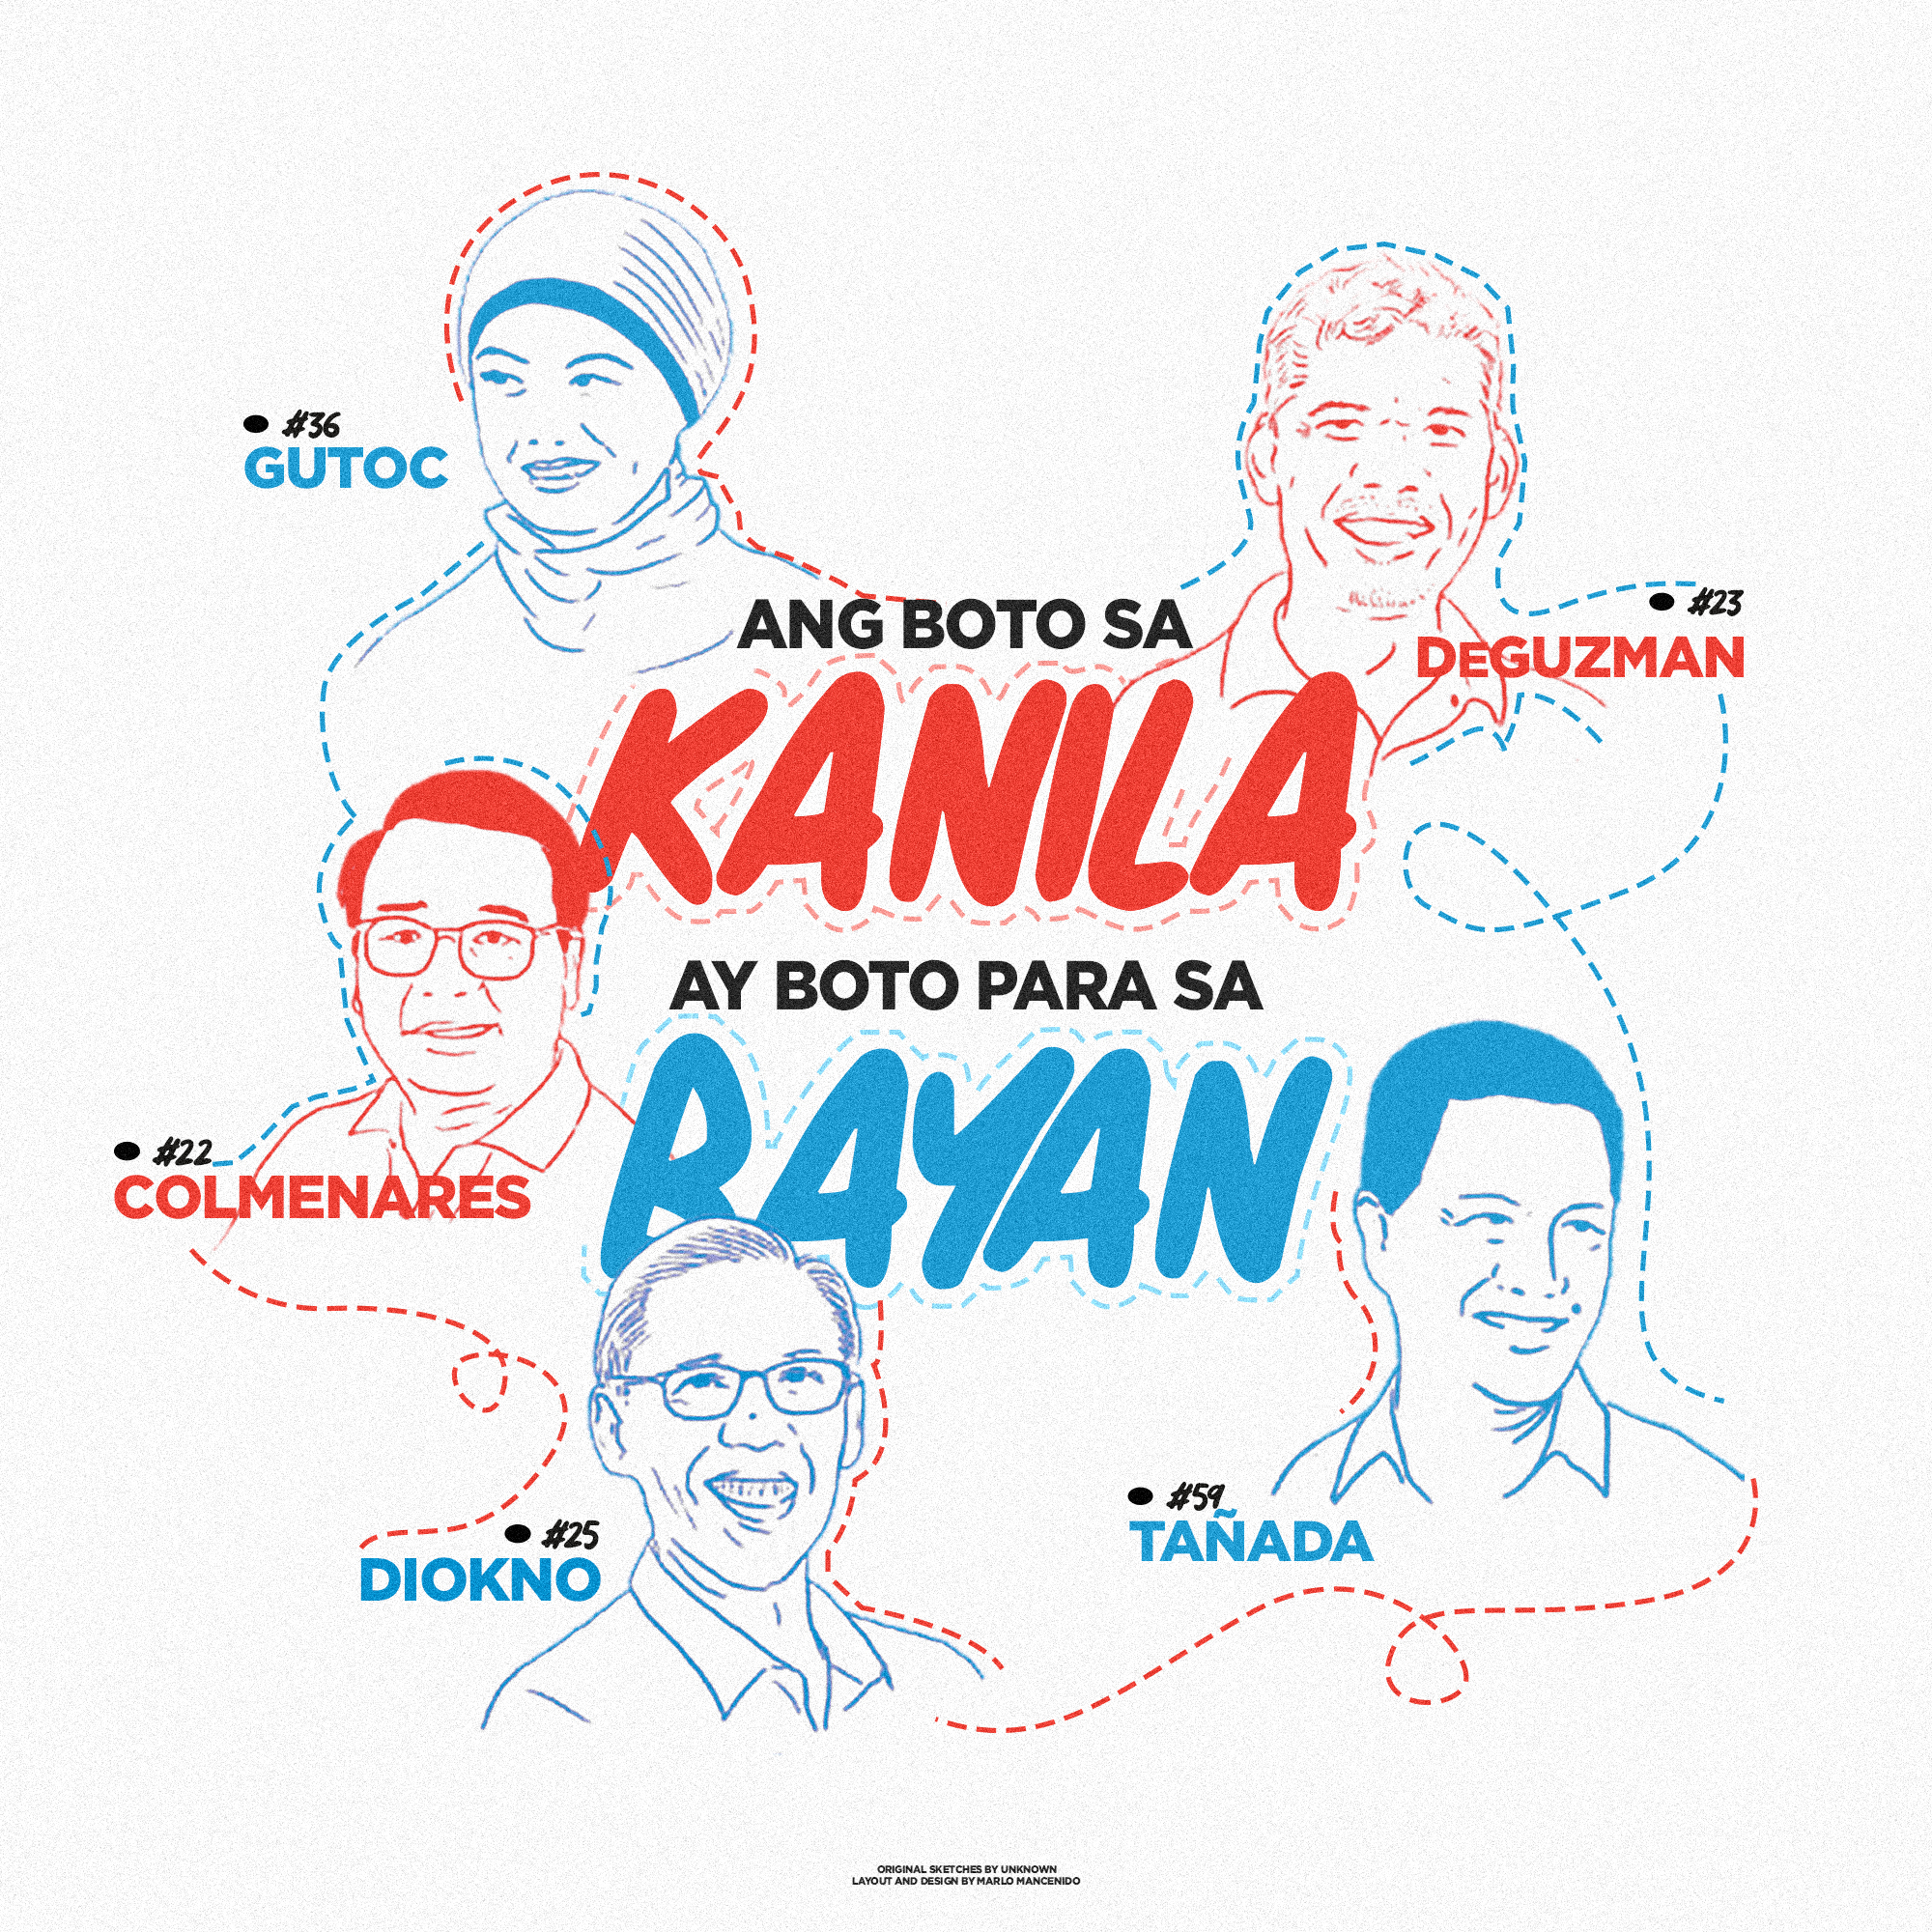 #36
GUTOC
ANG BOTO SA
#23
DEGUZMAN
KANILA
AY BOTO PARA SA
BAYAN
#22
COLMENARES
#59
TAÑADA
#25
DIOKNO
ORIGINAL SKETCHES BY UNKNOWN
LAYOUT AND DESIGN BY MARLO MANCENIDO